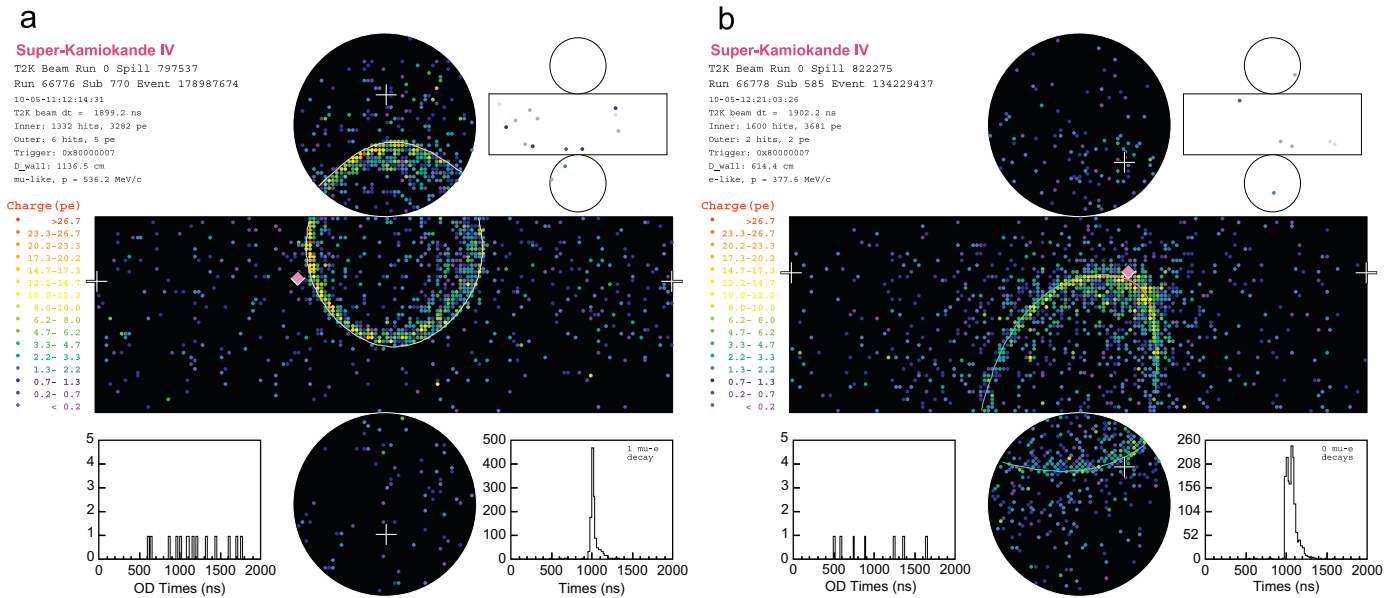 a
Super-Kamiokande IV
T2K Beam Run 0 Spill 797537
Run 66776 Sub 770 Event 178987674
10-05-11:12:14:31
T2K beam dt = 1899.2 ns
Inner: 1332 hits, 3282 pe
Outer: 6 hits, 5 pe
Trigger: 0x80000007
D_wall: 1136.5 cm
mu-like, p = 536.2 MeV/c
Charge(pe)
>26.7
23.3-26.7
20.2-23.3
17.3-20.2
14.7-17.3
12.2-14.7
10.0-12.2
8.0-10.0
6.2- 8.0
4.7- 6.2
3.3- 4.7
2.2- 3.3
1.3- 2.2
0.7- 1.3
0.2- 0.7
< 0.2
5
4
3
2
1
0
0 500 1000 1500 2000
OD Times (ns)
500
400
300
200
100
0
1 mu-e
decay
0 500 1000 1500 2000
Times (ns)
b
Super-Kamiokande IV
T2K Beam Run 0 Spill 822275
Run 66778 Sub 585 Event 134229437
10-05-12:21:03:26
T2K beam dt = 1902.2 ns
Inner: 1600 hits, 3681 pe
Outer: 2 hits, 2 pe
Trigger: 0x80000007
D_wall: 614.4 cm
e-like, p = 377.6 MeV/c
Charge(pe)
>26.7
23.3-26.7
20.2-23.3
17.3-20.2
14.7-17.3
12.2-14.7
10.0-12.2
8.0-10.0
6.2- 8.0
4.7- 6.2
3.3- 4.7
2.2- 3.3
1.3- 2.2
0.7- 1.3
0.2- 0.7
< 0.2
5
4
3
2
1
0
0 500 1000 1500 2000
OD Times (ns)
260
208
156
104
52
0
0 mu-e
decays
0 500 1000 1500 2000
Times (ns)